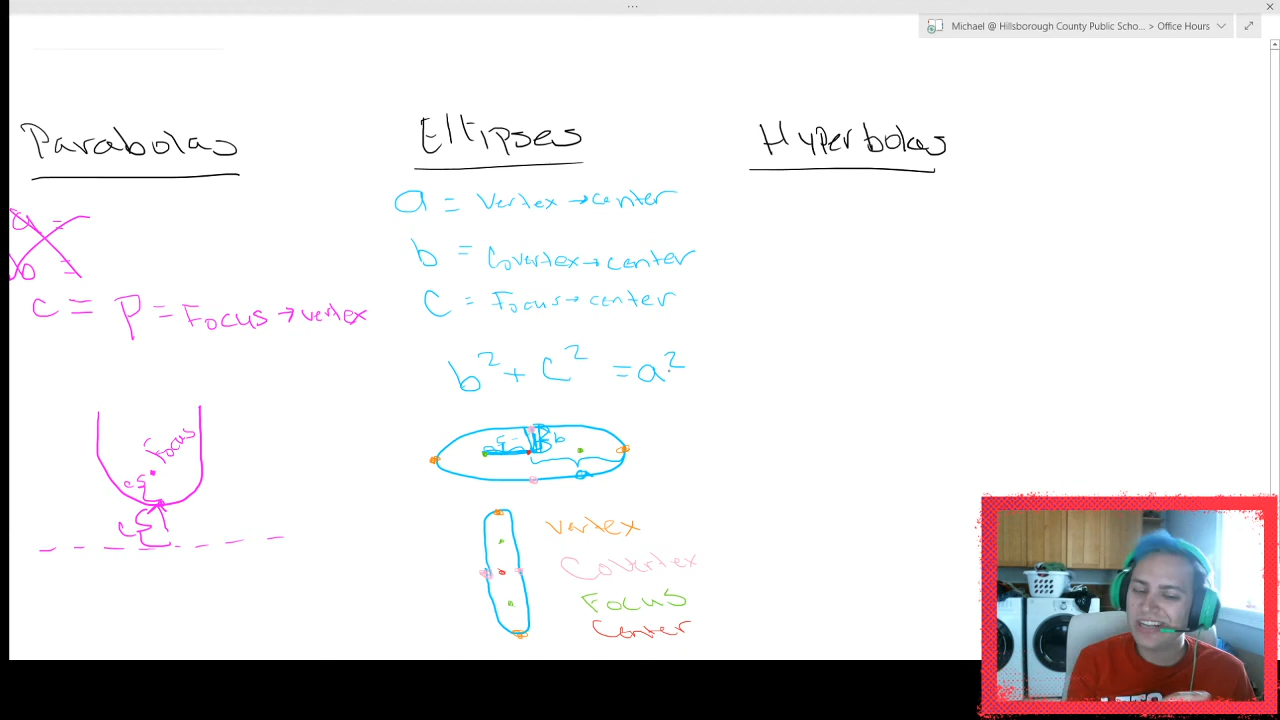 Michael @ Hillsborough County Public Scho... > Office Hours
Parabolas
a =
b =
c = P = Focus → vertex
Focus
c
c
Ellipses
a = Vertex → center
b = Covertex → center
c = Focus → center
b² + c² = a²
c
b
a
Vertex
Covertex
Focus
Center
Hyperbolas